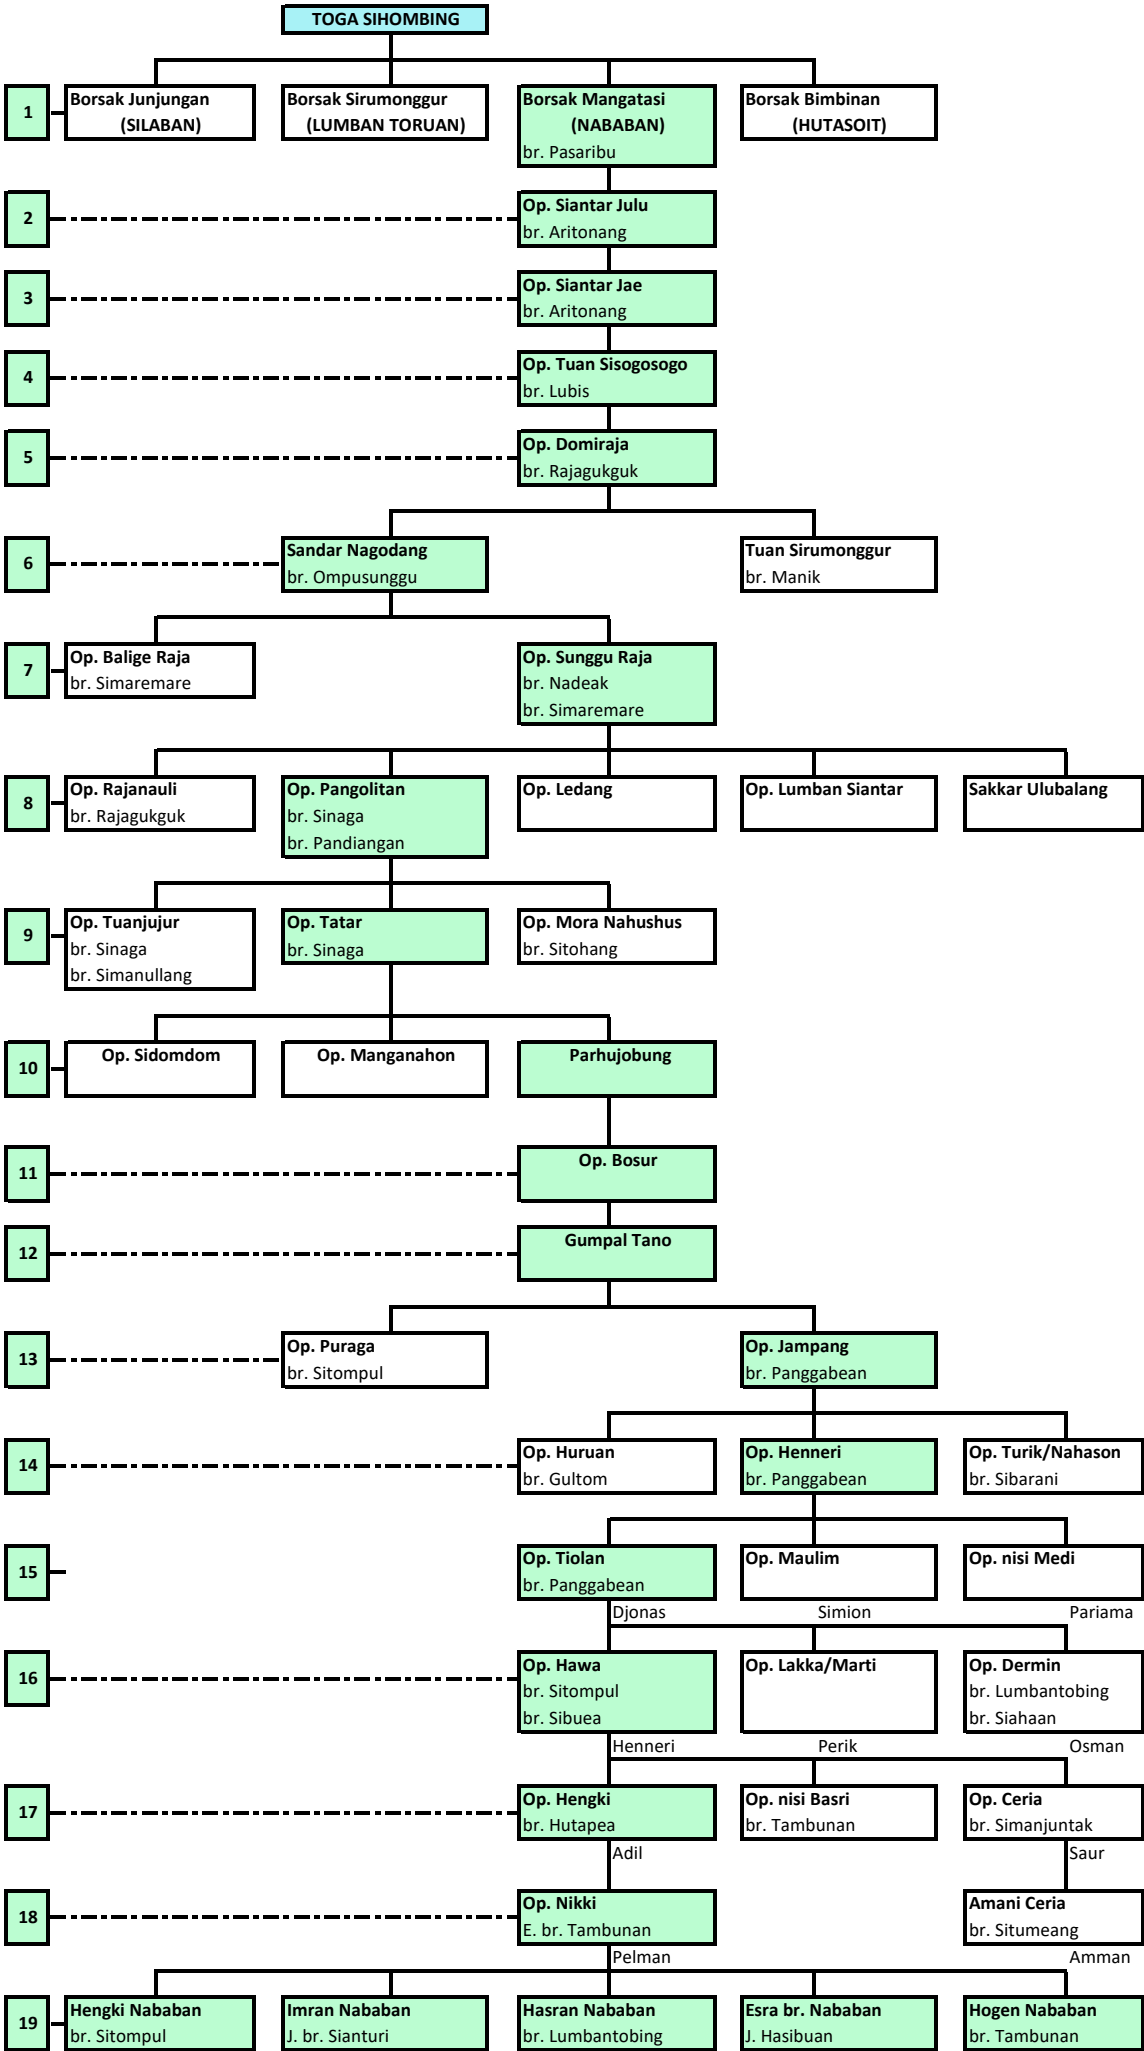 TOGA SIHOMBING
1
Borsak Junjungan
(SILABAN)
Borsak Sirumonggur
(LUMBAN TORUAN)
Borsak Mangatasi
(NABABAN)
br. Pasaribu
Borsak Bimbinan
(HUTASOIT)
2
Op. Siantar Julu
br. Aritonang
3
Op. Siantar Jae
br. Aritonang
4
Op. Tuan Sisogosogo
br. Lubis
5
Op. Domiraja
br. Rajagukguk
6
Sandar Nagodang
br. Ompusunggu
Tuan Sirumonggur
br. Manik
7
Op. Balige Raja
br. Simaremare
Op. Sunggu Raja
br. Nadeak
br. Simaremare
8
Op. Rajanauli
br. Rajagukguk
Op. Pangolitan
br. Sinaga
br. Pandiangan
Op. Ledang
Op. Lumban Siantar
Sakkar Ulubalang
9
Op. Tuanjujur
br. Sinaga
br. Simanullang
Op. Tatar
br. Sinaga
Op. Mora Nahushus
br. Sitohang
10
Op. Sidomdom
Op. Manganahon
Parhujobung
11
Op. Bosur
12
Gumpal Tano
13
Op. Puraga
br. Sitompul
Op. Jampang
br. Panggabean
14
Op. Huruan
br. Gultom
Op. Henneri
br. Panggabean
Op. Turik/Nahason
br. Sibarani
15
Op. Tiolan
br. Panggabean
Op. Maulim
Op. nisi Medi
Djonas
Simion
Pariama
16
Op. Hawa
br. Sitompul
br. Sibuea
Op. Lakka/Marti
Op. Dermin
br. Lumbantobing
br. Siahaan
Henneri
Perik
Osman
17
Op. Hengki
br. Hutapea
Op. nisi Basri
br. Tambunan
Op. Ceria
br. Simanjuntak
Adil
Saur
18
Op. Nikki
E. br. Tambunan
Amani Ceria
br. Situmeang
Pelman
Amman
19
Hengki Nababan
br. Sitompul
Imran Nababan
J. br. Sianturi
Hasran Nababan
br. Lumbantobing
Esra br. Nababan
J. Hasibuan
Hogen Nababan
br. Tambunan